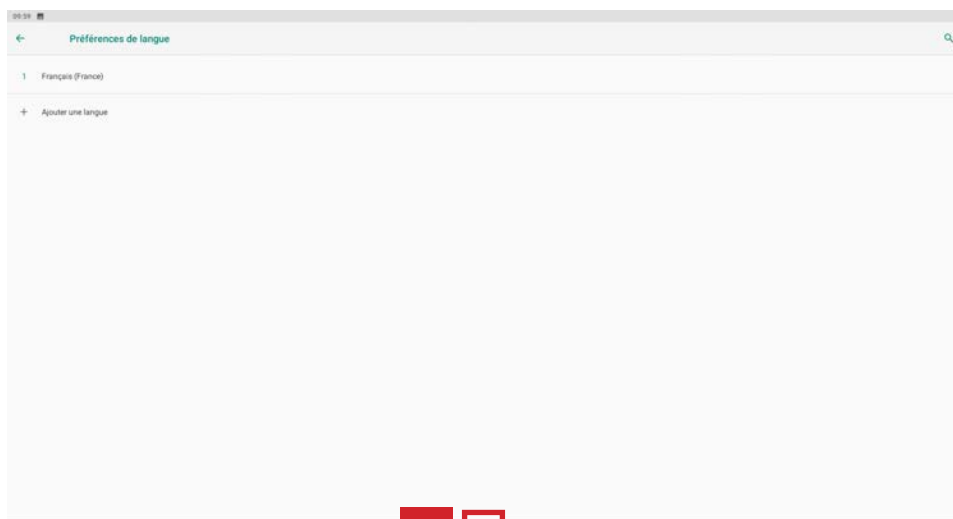 09:59
Préférences de langue
1 Français (France)
+ Ajouter une langue